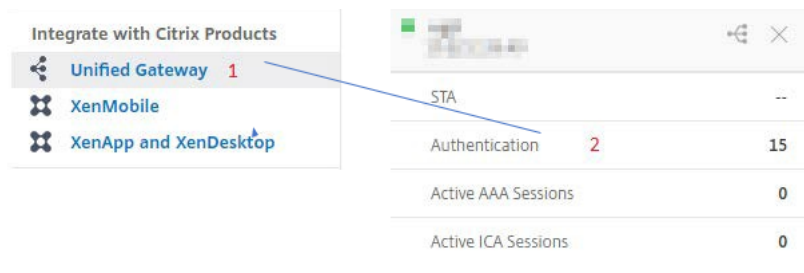 Integrate with Citrix Products
Unified Gateway 1
XenMobile
XenApp and XenDesktop
STA --
Authentication 2 15
Active AAA Sessions 0
Active ICA Sessions 0